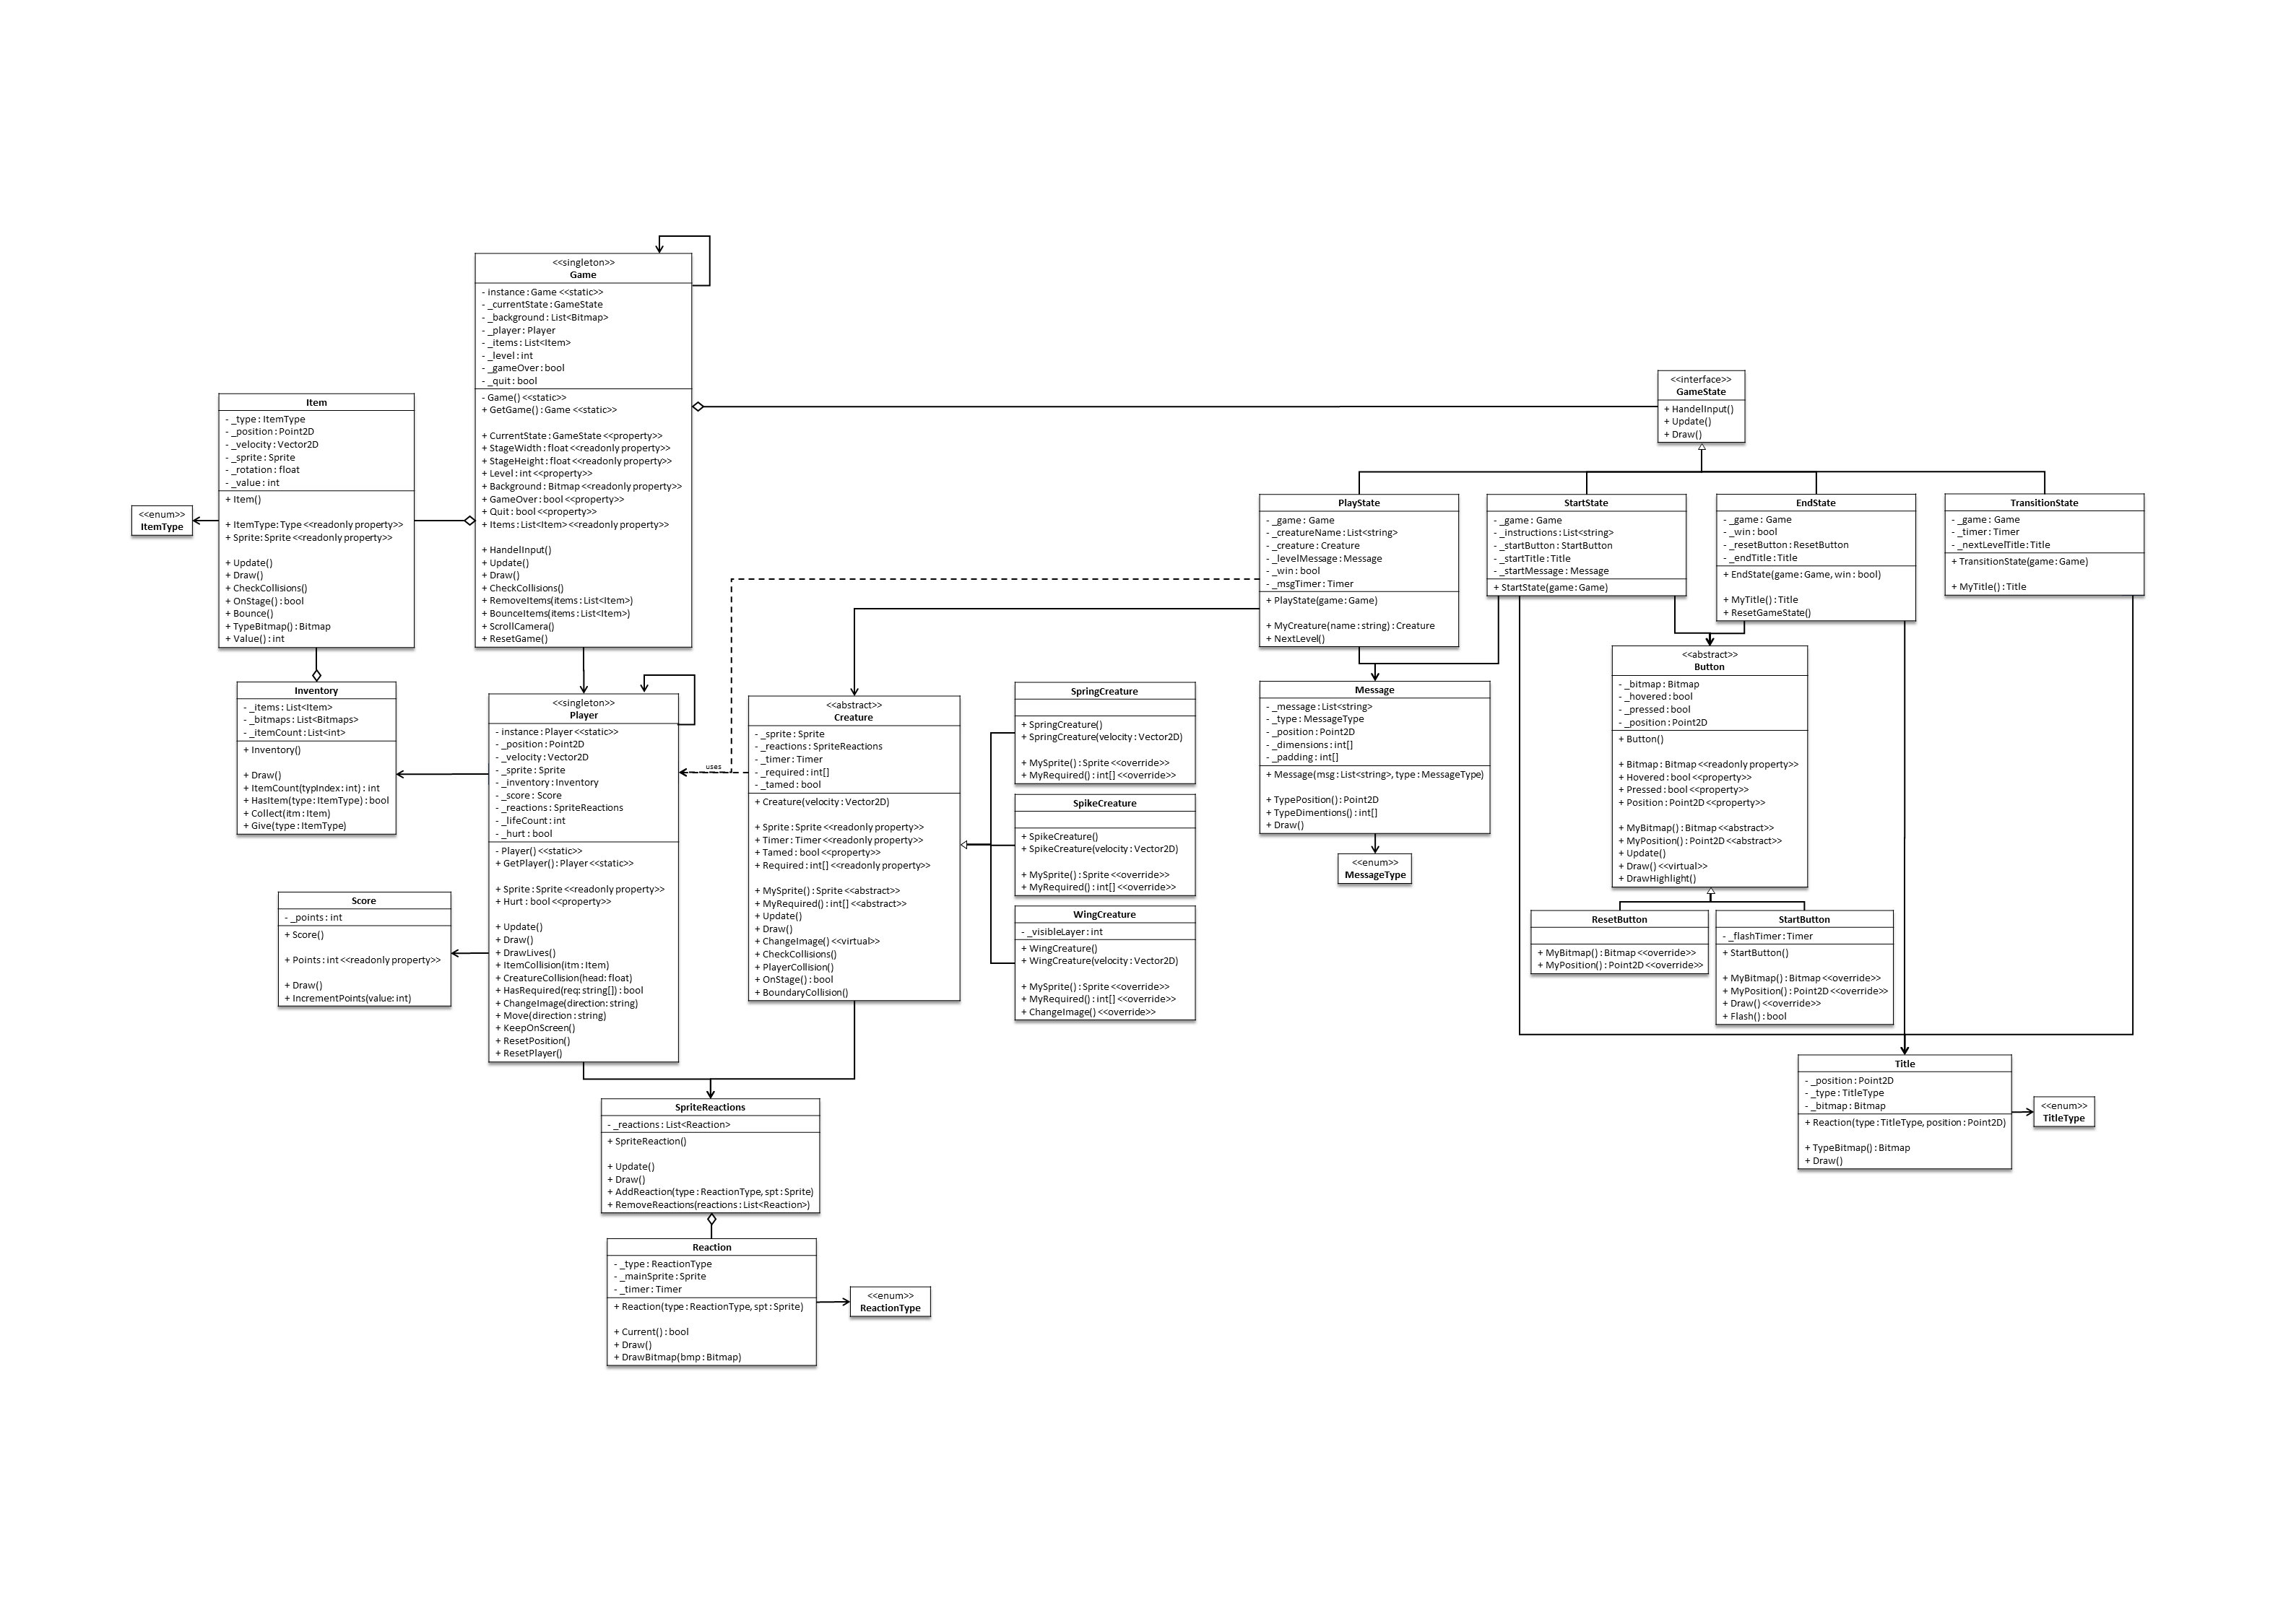 <<singleton>>
Game
- instance : Game <<static>>
- _currentState : GameState
- _background : List<Bitmap>
- _player : Player
- _items : List<Item>
- _level : int
- _gameOver : bool
- _quit : bool
- Game() <<static>>
+ GetGame() : Game <<static>>
+ CurrentState : GameState <<property>>
+ StageWidth : float <<readonly property>>
+ StageHeight : float <<readonly property>>
+ Level : int <<property>>
+ Background : Bitmap <<readonly property>>
+ GameOver : bool <<property>>
+ Quit : bool <<property>>
+ Items : List<Item> <<readonly property>>
+ HandelInput()
+ Update()
+ Draw()
+ CheckCollisions()
+ RemoveItems(items : List<Item>)
+ BounceItems(items : List<Item>)
+ ScrollCamera()
+ ResetGame()
Item
- _type : ItemType
- _position : Point2D
- _velocity : Vector2D
- _sprite : Sprite
- _rotation : float
- _value : int
+ Item()
+ ItemType: Type <<readonly property>>
+ Sprite: Sprite <<readonly property>>
+ Update()
+ Draw()
+ CheckCollisions()
+ OnStage() : bool
+ Bounce()
+ TypeBitmap() : Bitmap
+ Value() : int
<<enum>>
ItemType
Inventory
- _items : List<Item>
- _bitmaps : List<Bitmaps>
- _itemCount : List<int>
+ Inventory()
+ Draw()
+ ItemCount(typIndex : int) : int
+ HasItem(type : ItemType) : bool
+ Collect(itm : Item)
+ Give(type : ItemType)
Score
- _points : int
+ Score()
+ Points : int <<readonly property>>
+ Draw()
+ IncrementPoints(value: int)
<<singleton>>
Player
- instance : Player <<static>>
- _position : Point2D
- _velocity : Vector2D
- _sprite : Sprite
- _inventory : Inventory
- _score : Score
- _reactions : SpriteReactions
- _lifeCount : int
- _hurt : bool
- Player() <<static>>
+ GetPlayer() : Player <<static>>
+ Sprite : Sprite <<readonly property>>
+ Hurt : bool <<property>>
+ Update()
+ Draw()
+ DrawLives()
+ ItemCollision(itm : Item)
+ CreatureCollision(head: float)
+ HasRequired(req: string[]) : bool
+ ChangeImage(direction: string)
+ Move(direction : string)
+ KeepOnScreen()
+ ResetPosition()
+ ResetPlayer()
uses
<<abstract>>
Creature
- _sprite : Sprite
- _reactions : SpriteReactions
- _timer : Timer
- _required : int[]
- _tamed : bool
+ Creature(velocity : Vector2D)
+ Sprite : Sprite <<readonly property>>
+ Timer : Timer <<readonly property>>
+ Tamed : bool <<property>>
+ Required : int[] <<readonly property>>
+ MySprite() : Sprite <<abstract>>
+ MyRequired() : int[] <<abstract>>
+ Update()
+ Draw()
+ ChangeImage() <<virtual>>
+ CheckCollisions()
+ PlayerCollision()
+ OnStage() : bool
+ BoundaryCollision()
SpringCreature
+ SpringCreature()
+ SpringCreature(velocity : Vector2D)
+ MySprite() : Sprite <<override>>
+ MyRequired() : int[] <<override>>
SpikeCreature
+ SpikeCreature()
+ SpikeCreature(velocity : Vector2D)
+ MySprite() : Sprite <<override>>
+ MyRequired() : int[] <<override>>
WingCreature
- _visibleLayer : int
+ WingCreature()
+ WingCreature(velocity : Vector2D)
+ MySprite() : Sprite <<override>>
+ MyRequired() : int[] <<override>>
+ ChangeImage() <<override>>
SpriteReactions
- _reactions : List<Reaction>
+ SpriteReaction()
+ Update()
+ Draw()
+ AddReaction(type : ReactionType, spt : Sprite)
+ RemoveReactions(reactions : List<Reaction>)
Reaction
- _type : ReactionType
- _mainSprite : Sprite
- _timer : Timer
+ Reaction(type : ReactionType, spt : Sprite)
+ Current() : bool
+ Draw()
+ DrawBitmap(bmp : Bitmap)
<<enum>>
ReactionType
<<interface>>
GameState
+ HandelInput()
+ Update()
+ Draw()
PlayState
- _game : Game
- _creatureName : List<string>
- _creature : Creature
- _levelMessage : Message
- _win : bool
- _msgTimer : Timer
+ PlayState(game : Game)
+ MyCreature(name : string) : Creature
+ NextLevel()
StartState
- _game : Game
- _instructions : List<string>
- _startButton : StartButton
- _startTitle : Title
- _startMessage : Message
+ StartState(game : Game)
EndState
- _game : Game
- _win : bool
- _resetButton : ResetButton
- _endTitle : Title
+ EndState(game : Game, win : bool)
+ MyTitle() : Title
+ ResetGameState()
TransitionState
- _game : Game
- _timer : Timer
- _nextLevelTitle : Title
+ TransitionState(game : Game)
+ MyTitle() : Title
Message
- _message : List<string>
- _type : MessageType
- _position : Point2D
- _dimensions : int[]
- _padding : int[]
+ Message(msg : List<string>, type : MessageType)
+ TypePosition() : Point2D
+ TypeDimentions() : int[]
+ Draw()
<<enum>>
MessageType
<<abstract>>
Button
- _bitmap : Bitmap
- _hovered : bool
- _pressed : bool
- _position : Point2D
+ Button()
+ Bitmap : Bitmap <<readonly property>>
+ Hovered : bool <<property>>
+ Pressed : bool <<property>>
+ Position : Point2D <<property>>
+ MyBitmap() : Bitmap <<abstract>>
+ MyPosition() : Point2D <<abstract>>
+ Update()
+ Draw() <<virtual>>
+ DrawHighlight()
ResetButton
+ MyBitmap() : Bitmap <<override>>
+ MyPosition() : Point2D <<override>>
StartButton
- _flashTimer : Timer
+ StartButton()
+ MyBitmap() : Bitmap <<override>>
+ MyPosition() : Point2D <<override>>
+ Draw() <<override>>
+ Flash() : bool
Title
- _position : Point2D
- _type : TitleType
- _bitmap : Bitmap
+ Reaction(type : TitleType, position : Point2D)
+ TypeBitmap() : Bitmap
+ Draw()
<<enum>>
TitleType